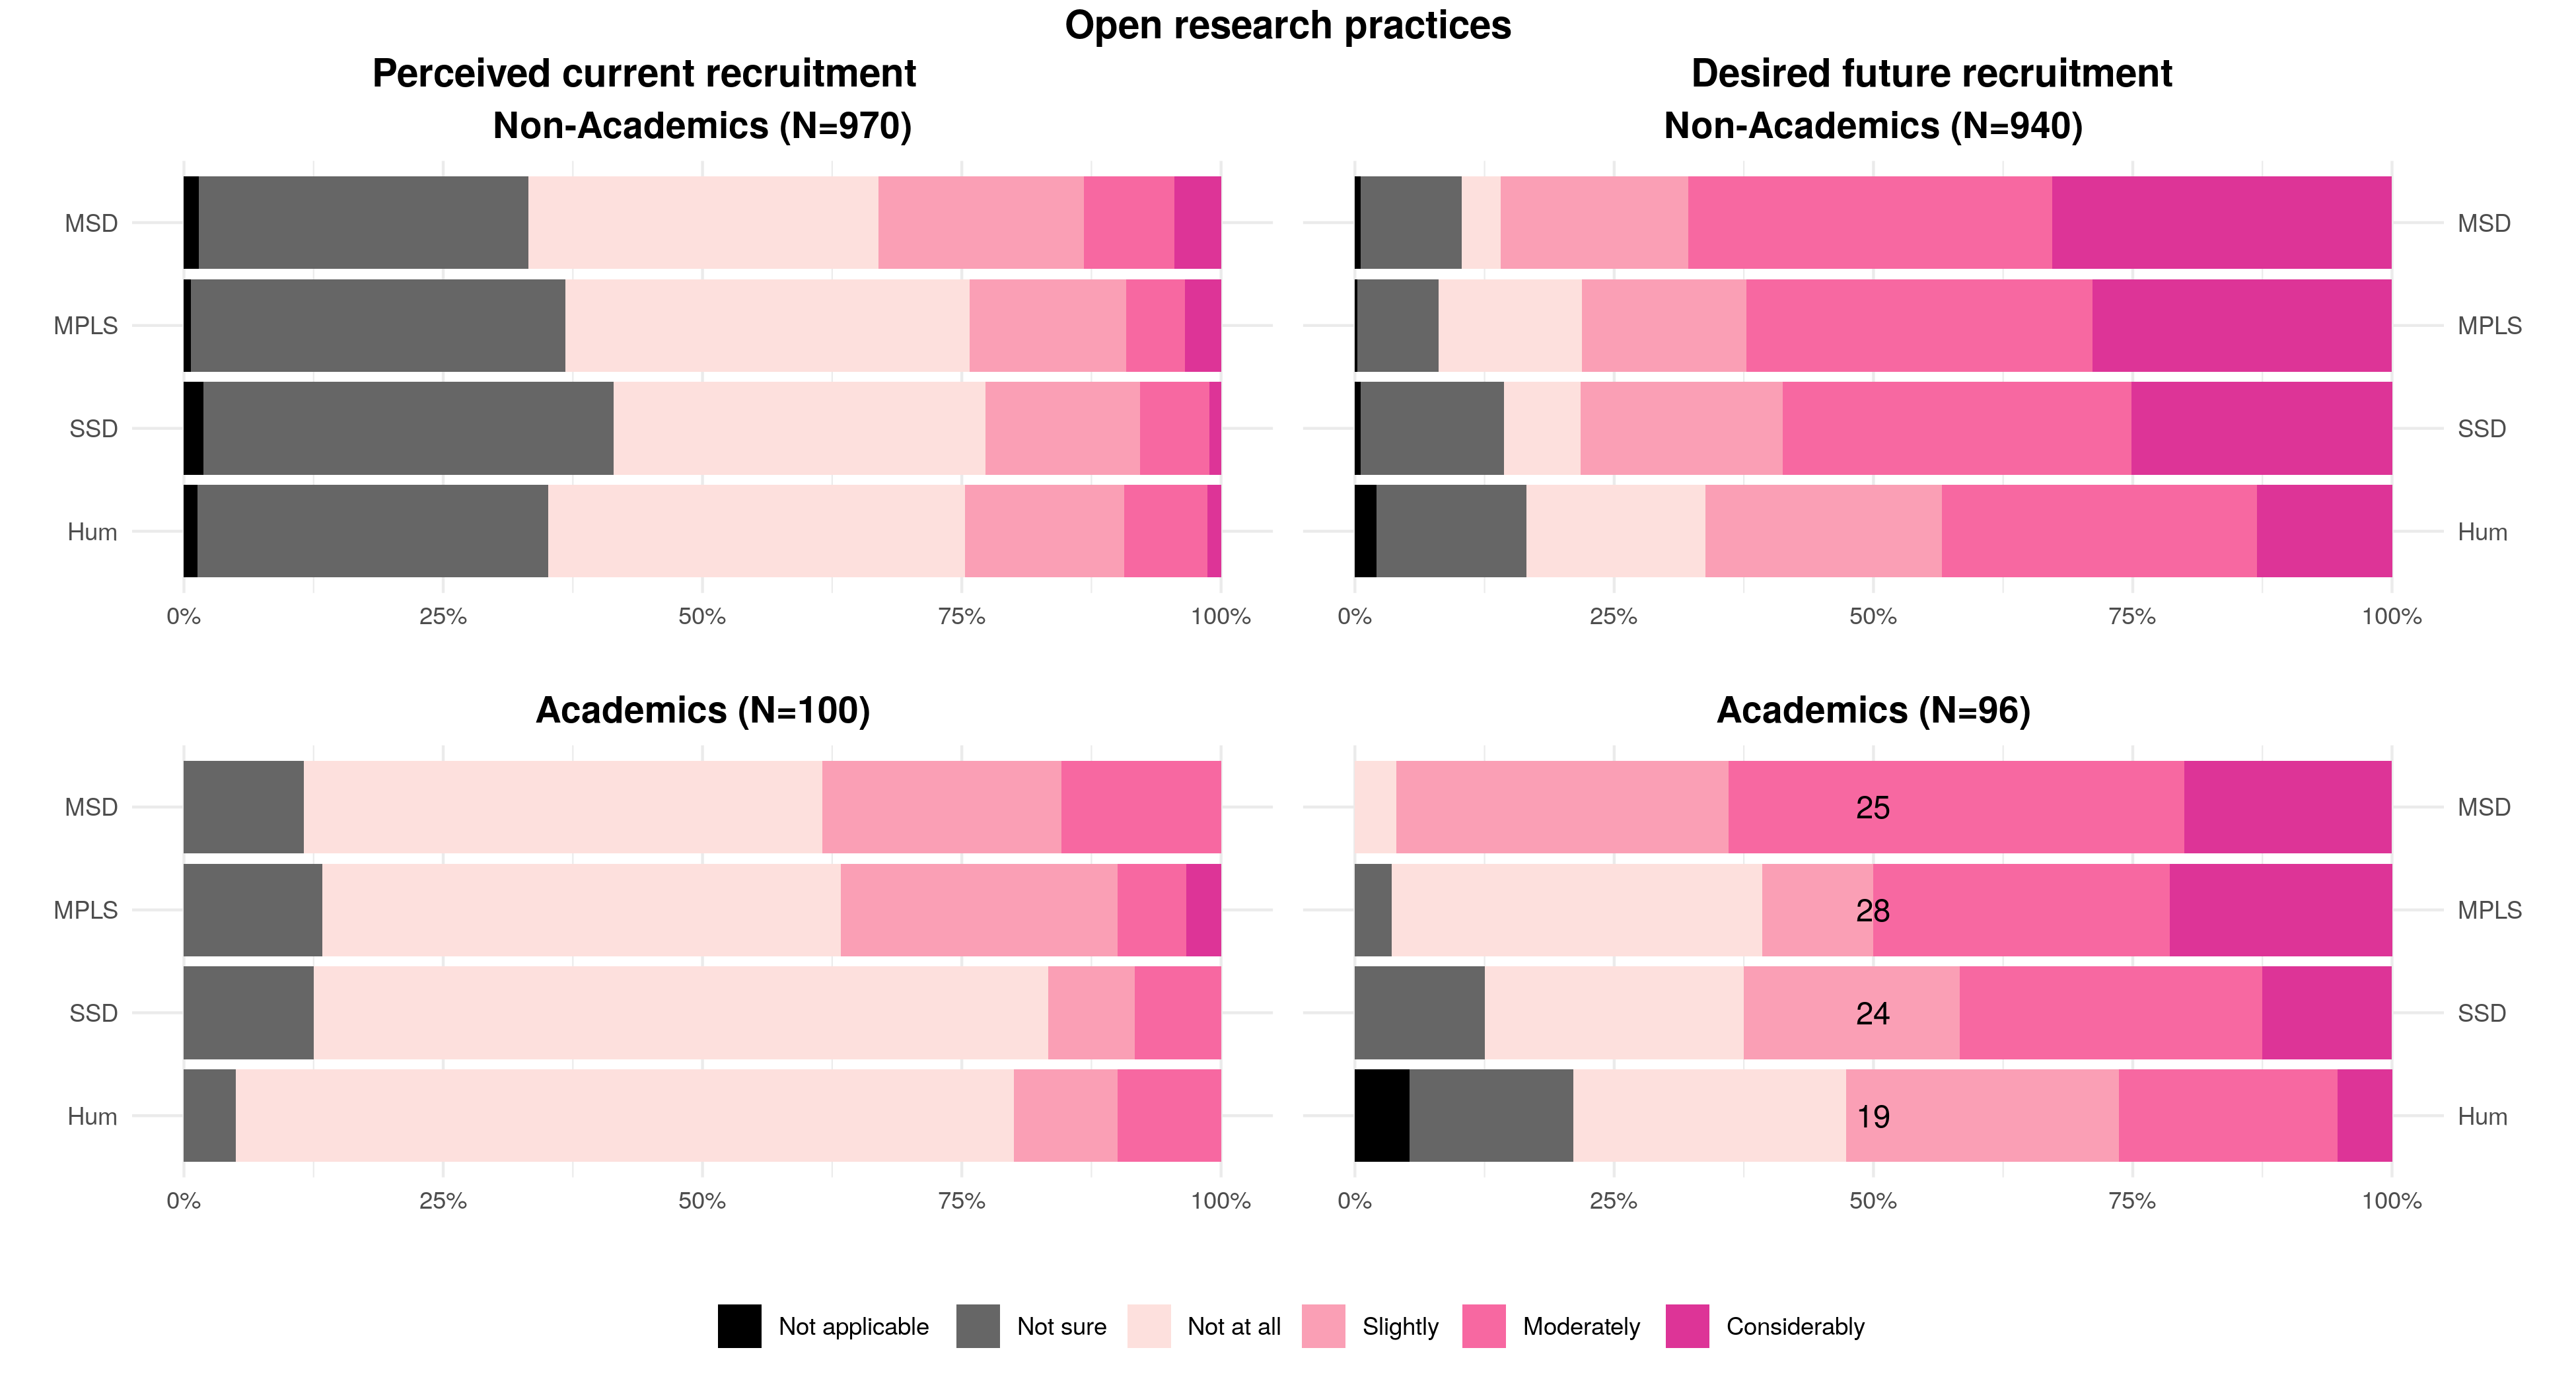 Open research practices
Perceived current recruitment
Desired future recruitment
Non-Academics (N=970)
Non-Academics (N=940)
MSD
MPLS
SSD
Hum
0% 25% 50% 75% 100%
MSD
MPLS
SSD
Hum
0% 25% 50% 75% 100%
Academics (N=100)
Academics (N=96)
MSD
MPLS
SSD
Hum
0% 25% 50% 75% 100%
25 MSD
28 MPLS
24 SSD
19 Hum
0% 25% 50% 75% 100%
Not applicable Not sure Not at all Slightly Moderately Considerably